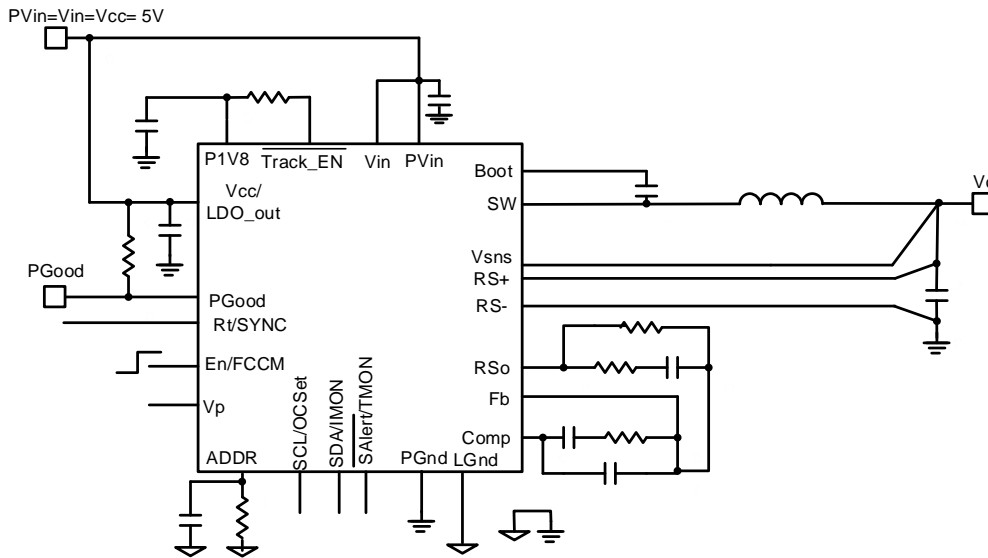 PVin=Vin=Vcc= 5V
P1V8
Track_EN
Vin
PVin
Boot
Vcc/
LDO_out
SW
Vsns
RS+
RS-
PGood
PGood
Rt/SYNC
En/FCCM
Vp
RSo
Fb
Comp
ADDR
SCL/OCSet
SDA/IMON
SAlert/TMON
PGnd
LGnd